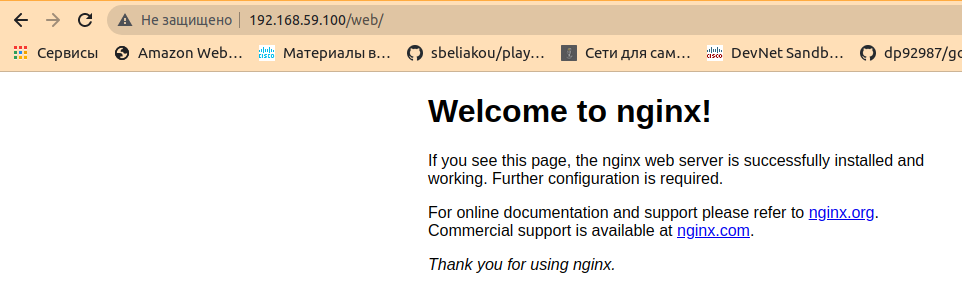 Не защищено | 192.168.59.100/web/
Сервисы Amazon Web… Материалы в… sbeliakou/play… Сети для сам… DevNet Sandb… dp92987/go
Welcome to nginx!
If you see this page, the nginx web server is successfully installed and
working. Further configuration is required.
For online documentation and support please refer to nginx.org.
Commercial support is available at nginx.com.
Thank you for using nginx.